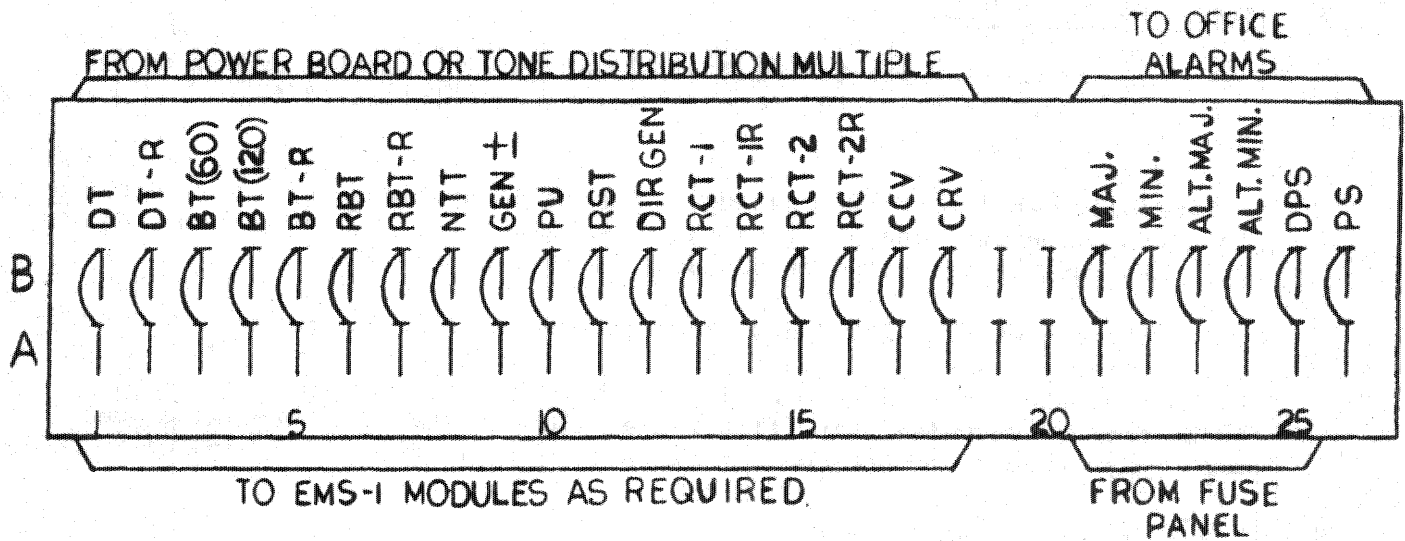 TO OFFICE
ALARMS
FROM POWER BOARD OR TONE DISTRIBUTION MULTIPLE
DT
DT-R
BT(60)
BT(120)
BT-R
RBT
RBT-R
NTT
GEN ±
PU
RST
DIR GEN
RCT-1
RCT-1R
RCT-2
RCT-2R
CCV
CRV
MAJ.
MIN.
ALT. MAJ.
ALT. MIN.
DPS
PS
B
A
1 5 10 15 20 25
TO EMS-1 MODULES AS REQUIRED.
FROM FUSE
PANEL